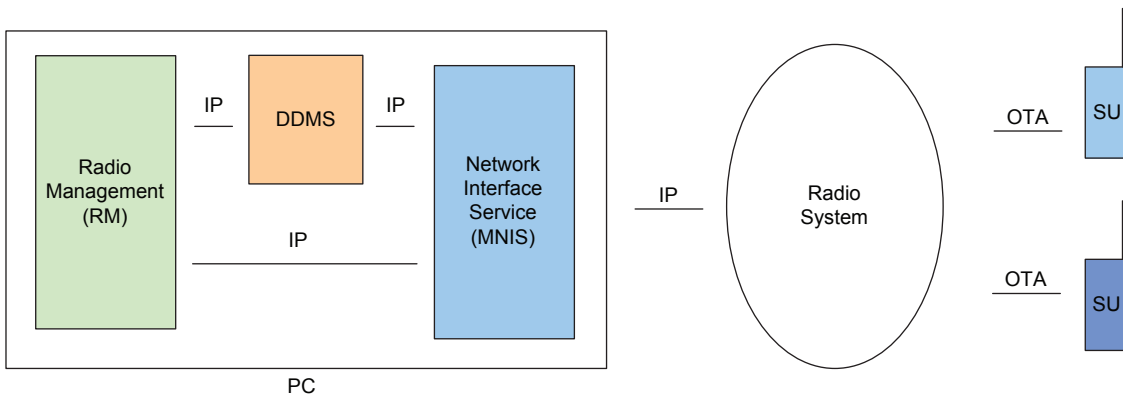 IP
DDMS
IP
Radio
Management
(RM)
Network
Interface
Service
(MNIS)
IP
IP
Radio
System
OTA
SU
OTA
SU
PC